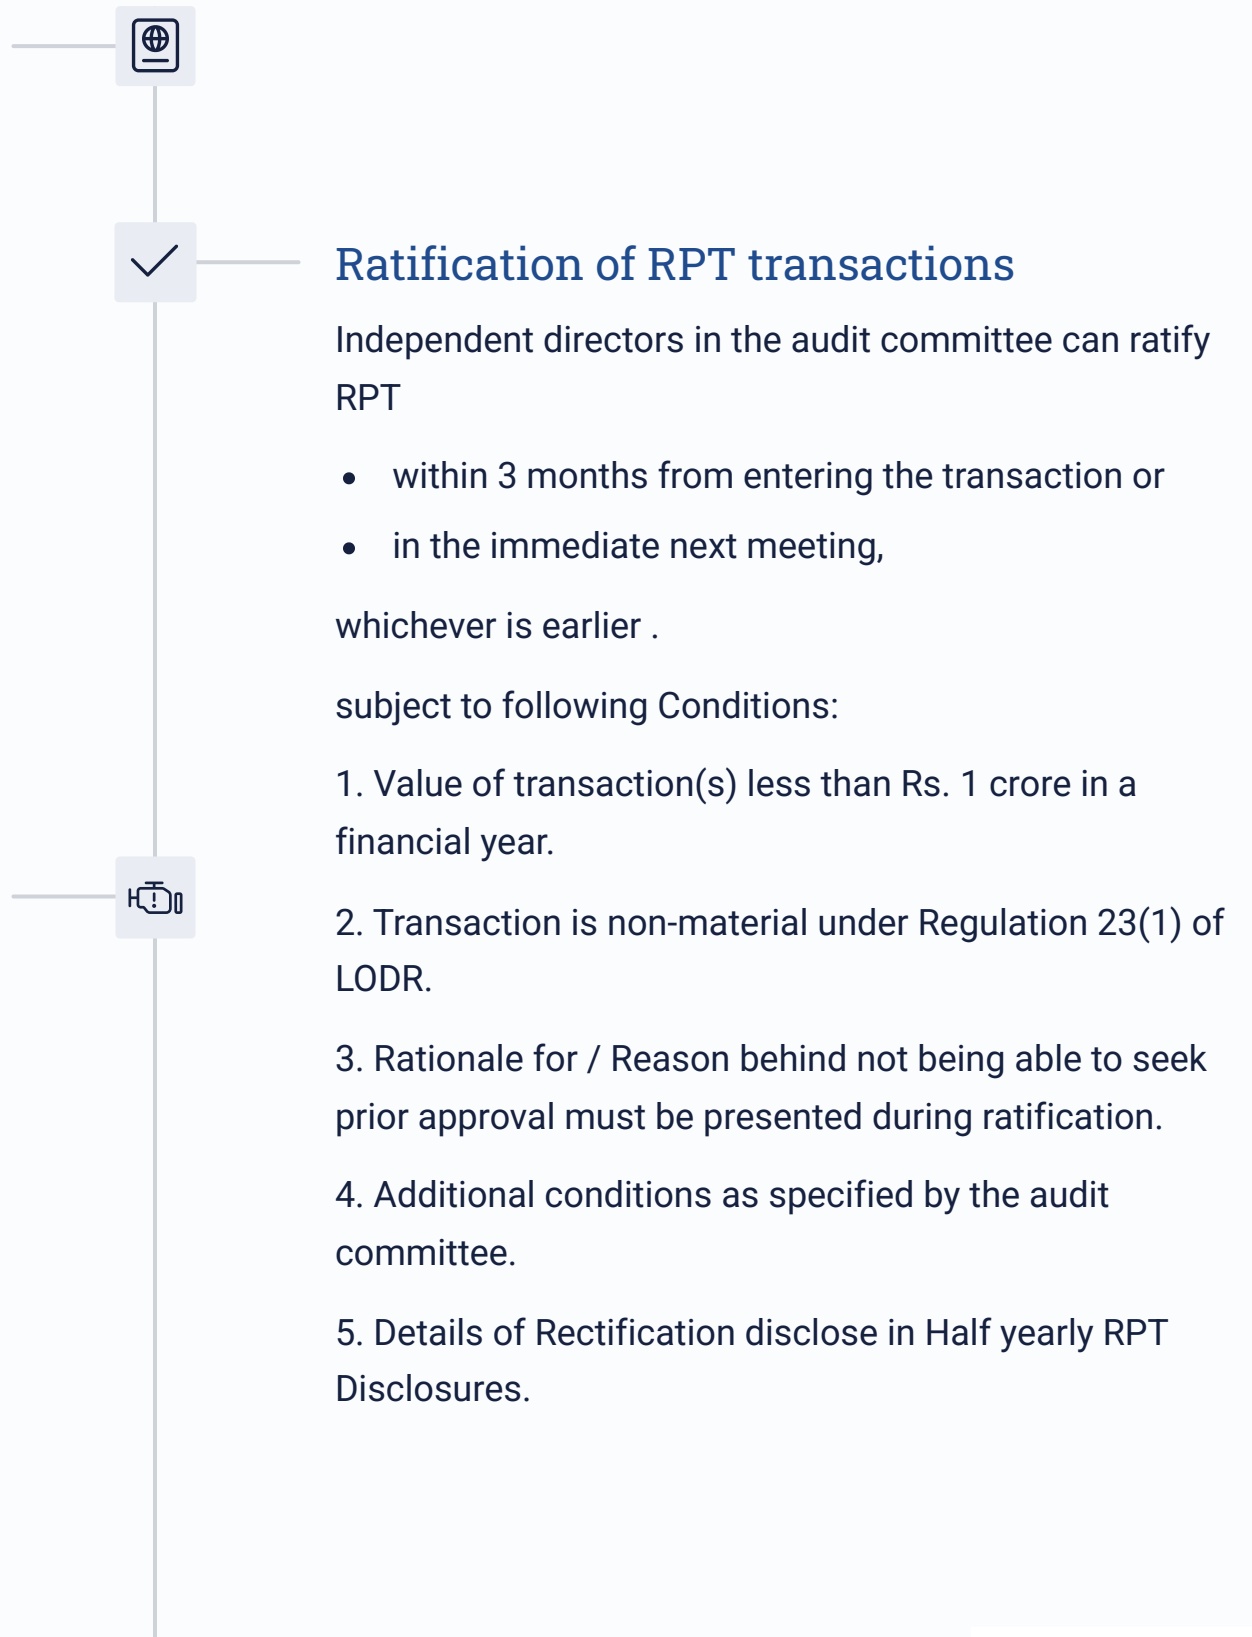 Ratification of RPT transactions
Independent directors in the audit committee can ratify
RPT
• within 3 months from entering the transaction or
• in the immediate next meeting,
whichever is earlier .
subject to following Conditions:
1. Value of transaction(s) less than Rs. 1 crore in a
financial year.
2. Transaction is non-material under Regulation 23(1) of
LODR.
3. Rationale for / Reason behind not being able to seek
prior approval must be presented during ratification.
4. Additional conditions as specified by the audit
committee.
5. Details of Rectification disclose in Half yearly RPT
Disclosures.